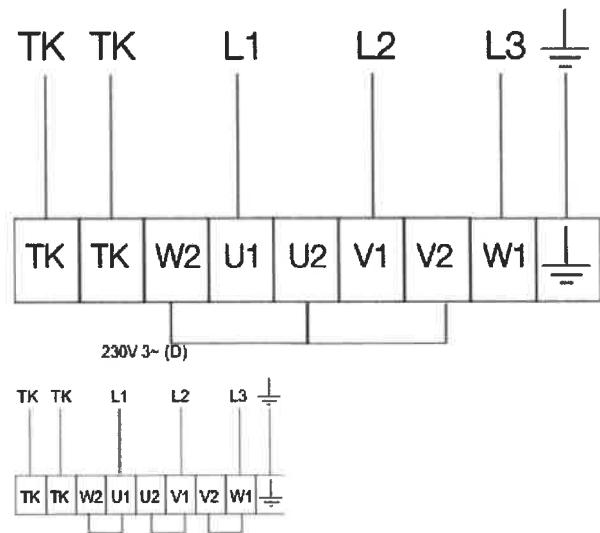 TK TK L1 L2 L3
TK TK W2 U1 U2 V1 V2 W1
230V 3~ (D)
TK TK L1 L2 L3
TK TK W2 U1 U2 V1 V2 W1